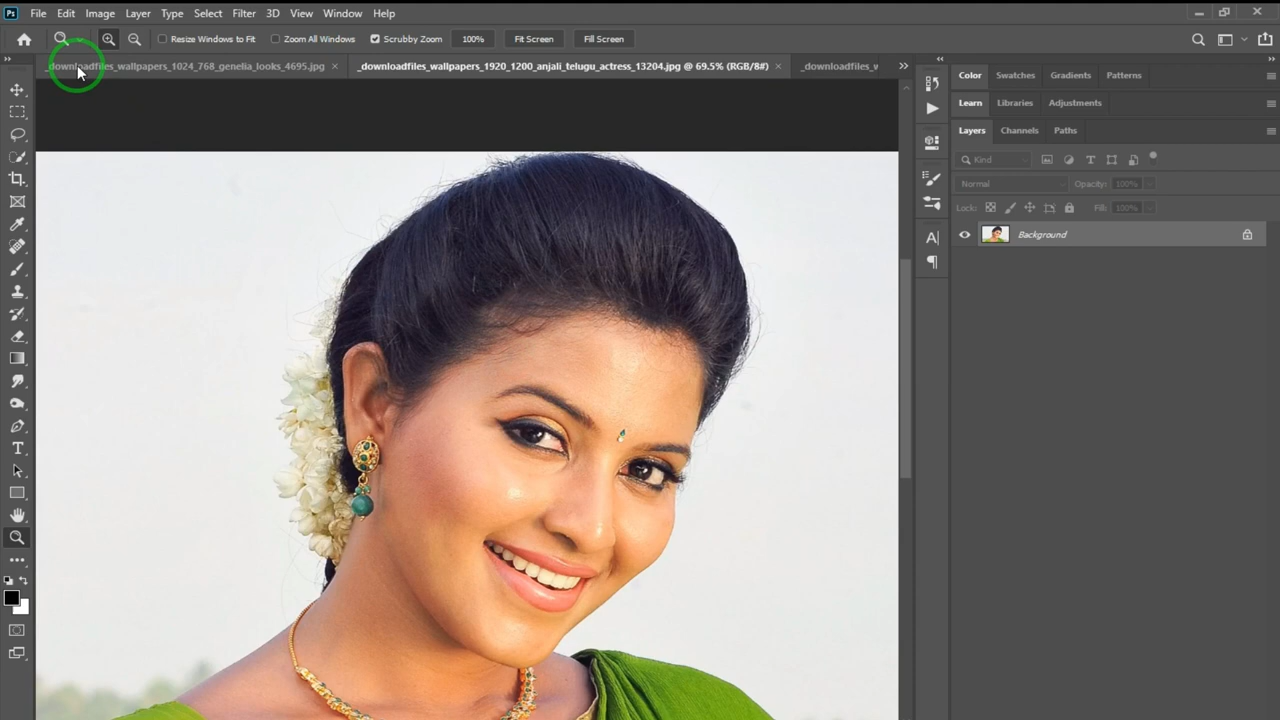 Ps File Edit Image Layer Type Select Filter 3D View Window Help
Resize Windows to Fit Zoom All Windows Scrubby Zoom 100% Fit Screen Fill Screen
_downloadfiles_wallpapers_1024_768_genelia_looks_4695.jpg × _downloadfiles_wallpapers_1920_1200_anjali_telugu_actress_13204.jpg @ 69.5% (RGB/8#) × _downloadfiles_v
Color Swatches Gradients Patterns
Learn Libraries Adjustments
Layers Channels Paths
Kind
Normal Opacity: 100%
Lock: Fill: 100%
Background